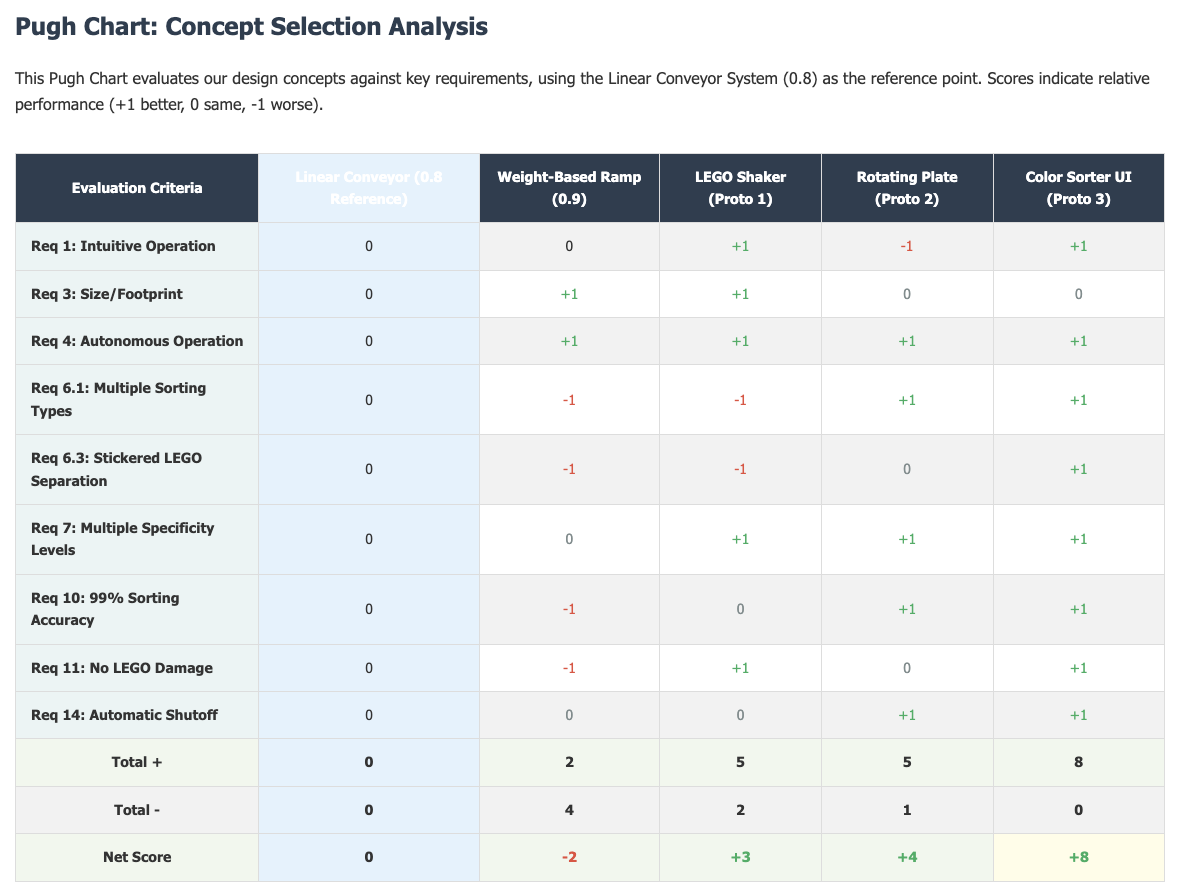 Pugh Chart: Concept Selection Analysis
This Pugh Chart evaluates our design concepts against key requirements, using the Linear Conveyor System (0.8) as the reference point. Scores indicate relative
performance (+1 better, 0 same, -1 worse).
Evaluation Criteria | Linear Conveyor (0.8 Reference) | Weight-Based Ramp (0.9) | LEGO Shaker (Proto 1) | Rotating Plate (Proto 2) | Color Sorter UI (Proto 3)
Req 1: Intuitive Operation | 0 | 0 | +1 | -1 | +1
Req 3: Size/Footprint | 0 | +1 | +1 | 0 | 0
Req 4: Autonomous Operation | 0 | +1 | +1 | +1 | +1
Req 6.1: Multiple Sorting Types | 0 | -1 | -1 | +1 | +1
Req 6.3: Stickered LEGO Separation | 0 | -1 | -1 | 0 | +1
Req 7: Multiple Specificity Levels | 0 | 0 | +1 | +1 | +1
Req 10: 99% Sorting Accuracy | 0 | -1 | 0 | +1 | +1
Req 11: No LEGO Damage | 0 | -1 | +1 | 0 | +1
Req 14: Automatic Shutoff | 0 | 0 | 0 | +1 | +1
Total + | 0 | 2 | 5 | 5 | 8
Total - | 0 | 4 | 2 | 1 | 0
Net Score | 0 | -2 | +3 | +4 | +8